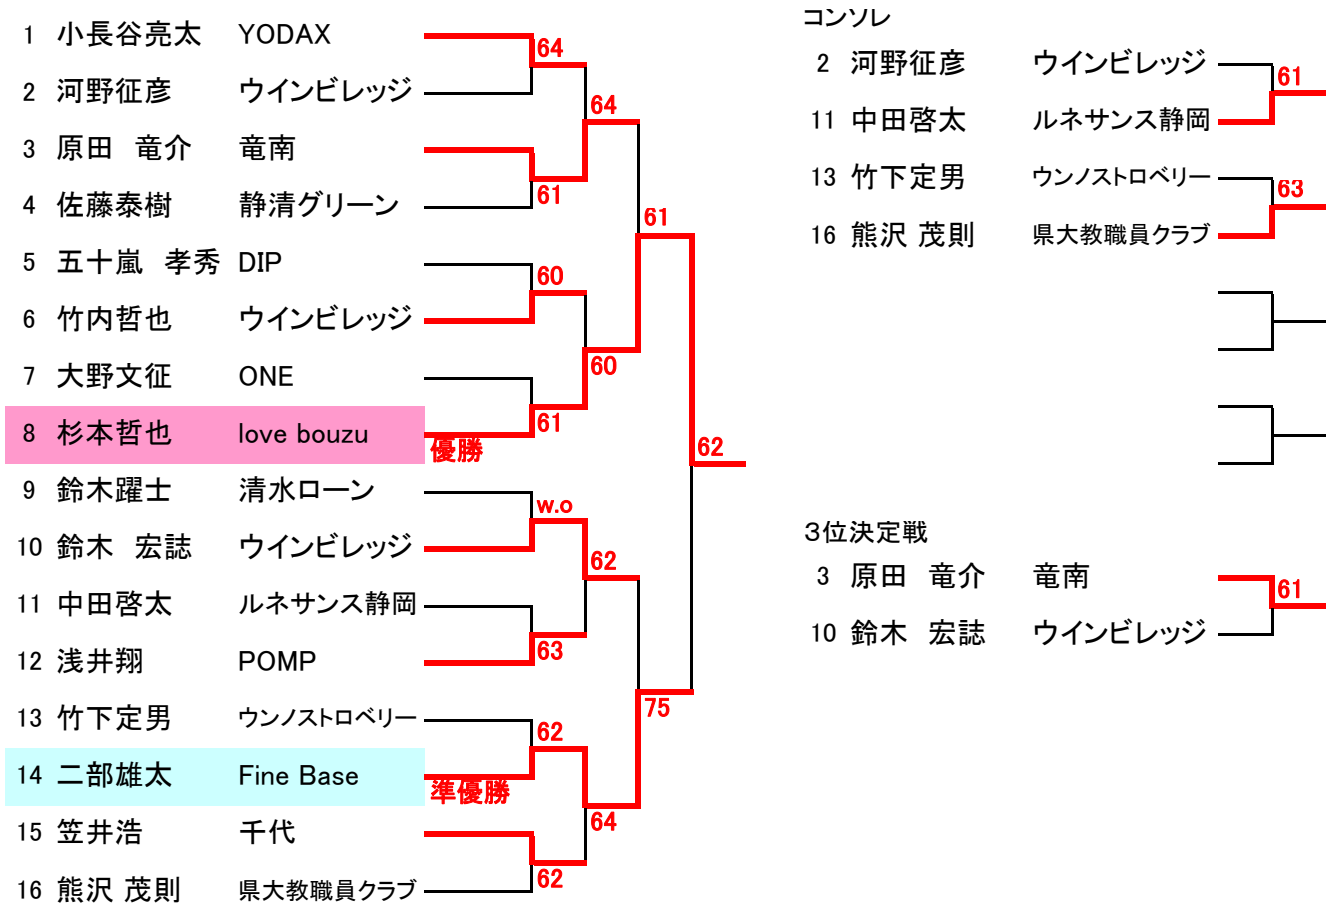 1 小長谷亮太 YODAX
64
2 河野征彦 ウインビレッジ
64
3 原田 竜介 竜南
61
4 佐藤泰樹 静清グリーン
61
5 五十嵐 孝秀 DIP
60
6 竹内哲也 ウインビレッジ
60
7 大野文征 ONE
61
8 杉本哲也 love bouzu
優勝
62
9 鈴木躍士 清水ローン
w.o
10 鈴木 宏誌 ウインビレッジ
62
11 中田啓太 ルネサンス静岡
63
12 浅井翔 POMP
75
13 竹下定男 ウンノストロベリー
62
14 二部雄太 Fine Base
準優勝
64
15 笠井浩 千代
62
16 熊沢 茂則 県大教職員クラブ
コンソレ
2 河野征彦 ウインビレッジ
61
11 中田啓太 ルネサンス静岡
13 竹下定男 ウンノストロベリー
63
16 熊沢 茂則 県大教職員クラブ
3位決定戦
3 原田 竜介 竜南
61
10 鈴木 宏誌 ウインビレッジ